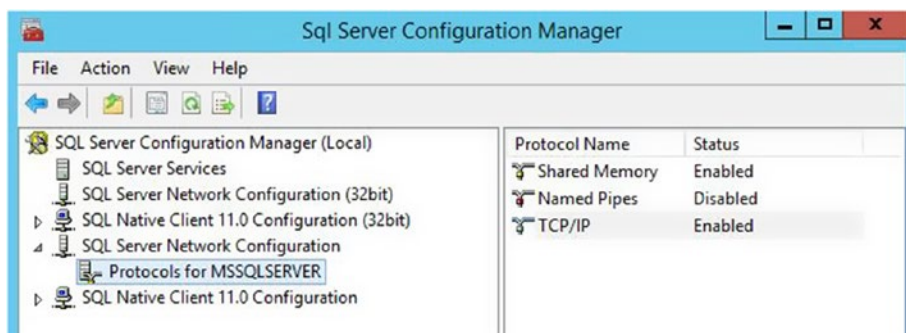 Sql Server Configuration Manager
File Action View Help
SQL Server Configuration Manager (Local)
SQL Server Services
SQL Server Network Configuration (32bit)
SQL Native Client 11.0 Configuration (32bit)
SQL Server Network Configuration
Protocols for MSSQLSERVER
SQL Native Client 11.0 Configuration
Protocol Name Status
Shared Memory Enabled
Named Pipes Disabled
TCP/IP Enabled